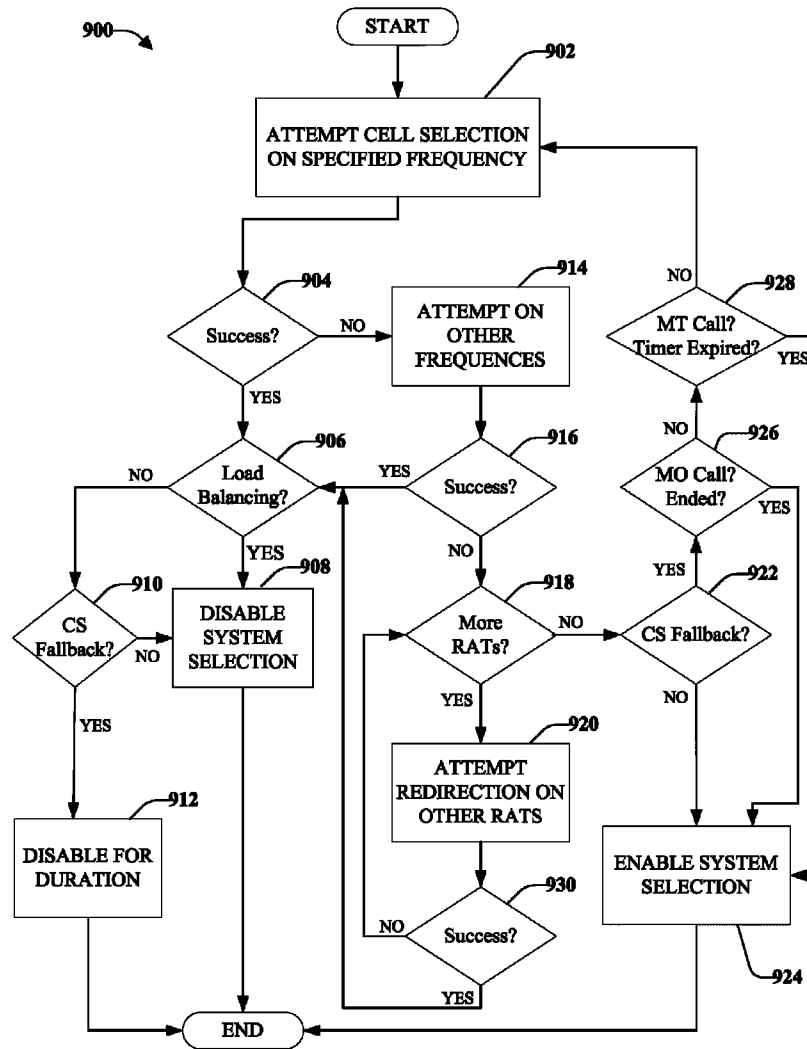 900
START
902
ATTEMPT CELL SELECTION
ON SPECIFIED FREQUENCY
904
Success?
NO
YES
914
ATTEMPT ON
OTHER
FREQUENCES
NO
928
MT Call?
Timer Expired?
YES
906
Load
Balancing?
NO
YES
YES
916
Success?
NO
NO
926
MO Call?
Ended?
YES
910
CS
Fallback?
NO
YES
908
DISABLE
SYSTEM
SELECTION
918
More
RATs?
NO
YES
YES
922
CS Fallback?
NO
920
ATTEMPT
REDIRECTION ON
OTHER RATS
912
DISABLE FOR
DURATION
930
Success?
NO
YES
ENABLE SYSTEM
SELECTION
924
END